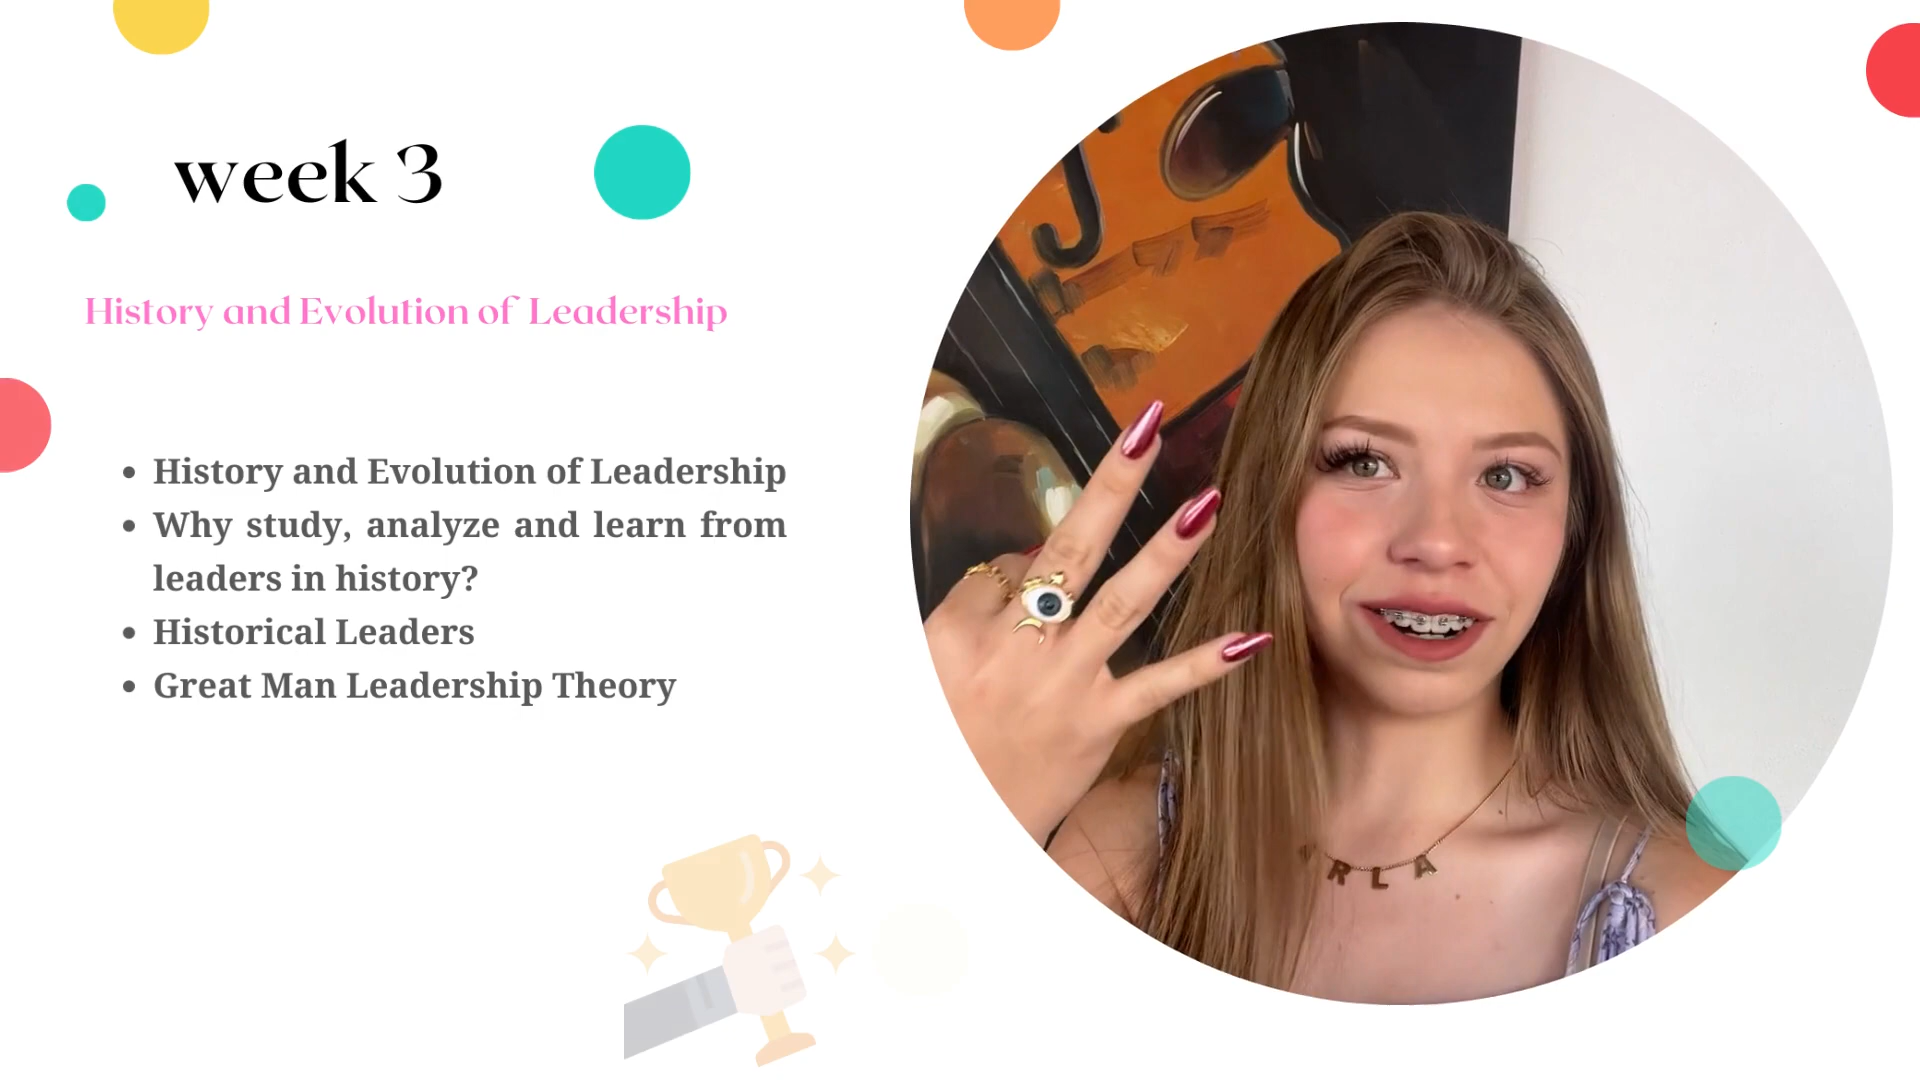 week 3
History and Evolution of Leadership
• History and Evolution of Leadership
• Why study, analyze and learn from
leaders in history?
• Historical Leaders
• Great Man Leadership Theory
RLA